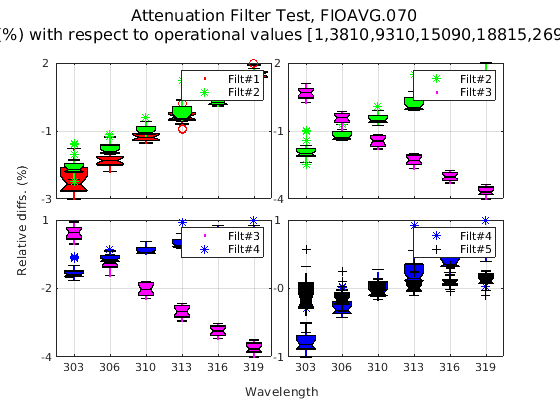 Attenuation Filter Test, FIOAVG.070
(%) with respect to operational values [1,3810,9310,15090,18815,269
2
-1
-3
Filt#1
Filt#2
2
-1
-4
Filt#2
Filt#3
Relative diffs. (%)
1
-2
-4
Filt#3
Filt#4
303 306 310 313 316 319
1
-0
-1
Filt#4
Filt#5
303 306 310 313 316 319
Wavelength